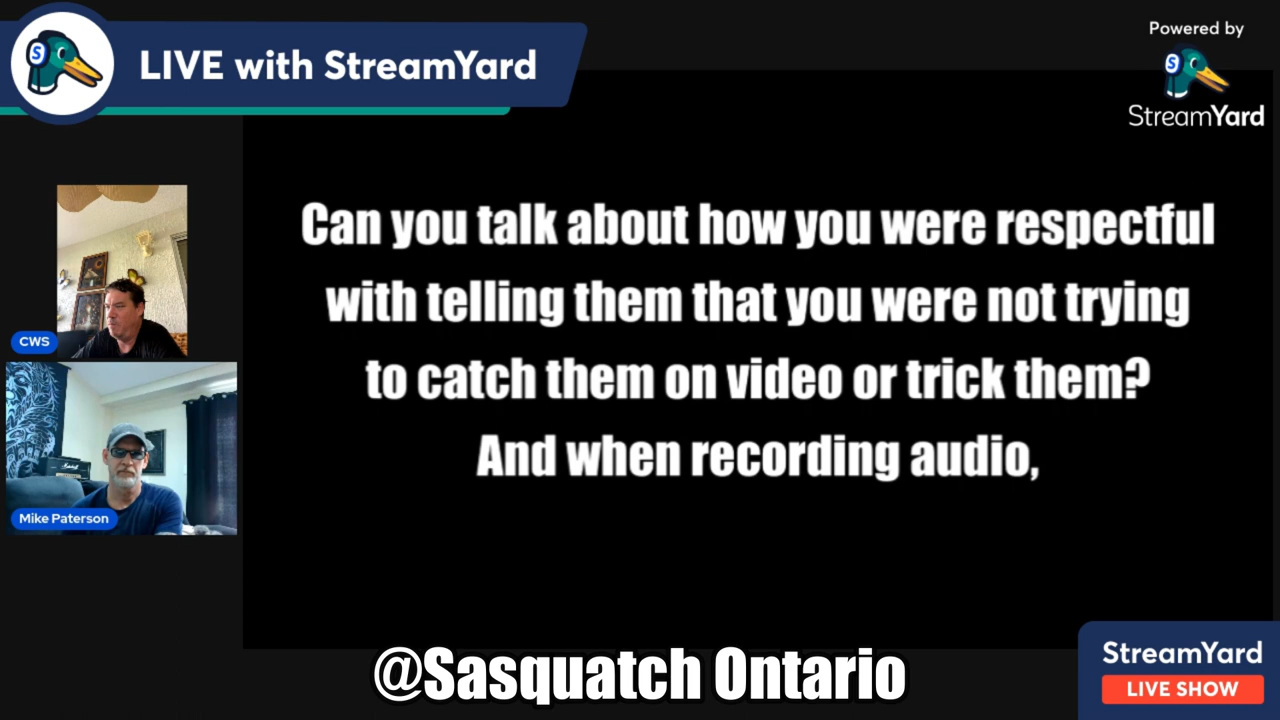 S
LIVE with StreamYard
Powered by
S
StreamYard
Can you talk about how you were respectful
with telling them that you were not trying
to catch them on video or trick them?
And when recording audio,
CWS
Marshall
Mike Paterson
@Sasquatch Ontario
StreamYard
LIVE SHOW